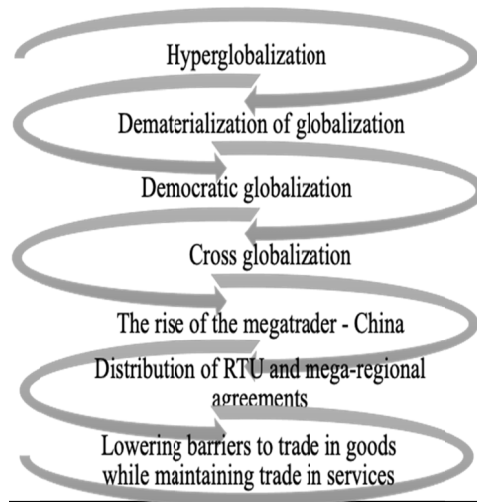 Hyperglobalization
Dematerialization of globalization
Democratic globalization
Cross globalization
The rise of the megatrader - China
Distribution of RTU and mega-regional
agreements
Lowering barriers to trade in goods
while maintaining trade in services